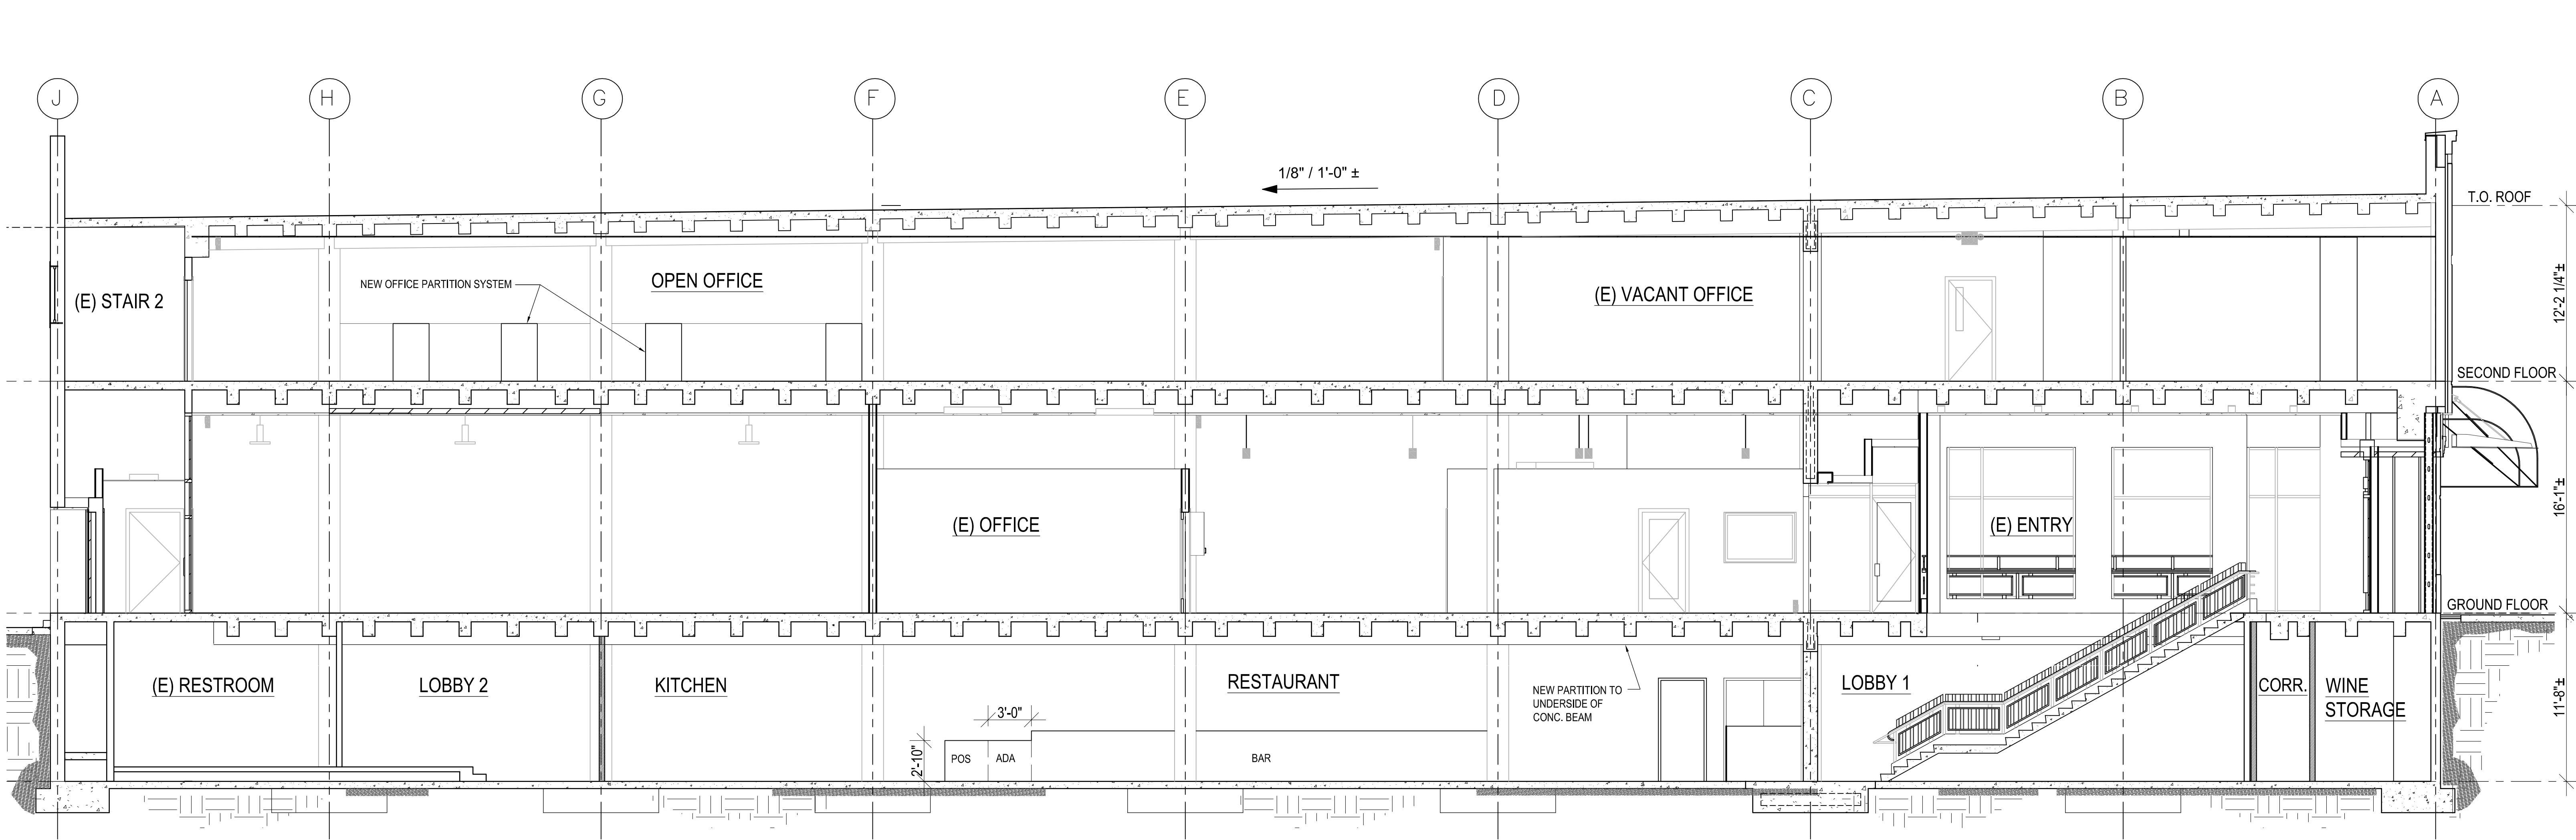 J
H
G
F
E
D
C
B
A
1/8" / 1'-0" ±
T.O. ROOF
12'-2 1/4"±
(E) STAIR 2
NEW OFFICE PARTITION SYSTEM
OPEN OFFICE
(E) VACANT OFFICE
SECOND FLOOR
16'-1"±
(E) OFFICE
(E) ENTRY
GROUND FLOOR
11'-8"±
(E) RESTROOM
LOBBY 2
KITCHEN
RESTAURANT
NEW PARTITION TO
UNDERSIDE OF
CONC. BEAM
LOBBY 1
CORR.
WINE
STORAGE
3'-0"
2'-10"
POS
ADA
BAR